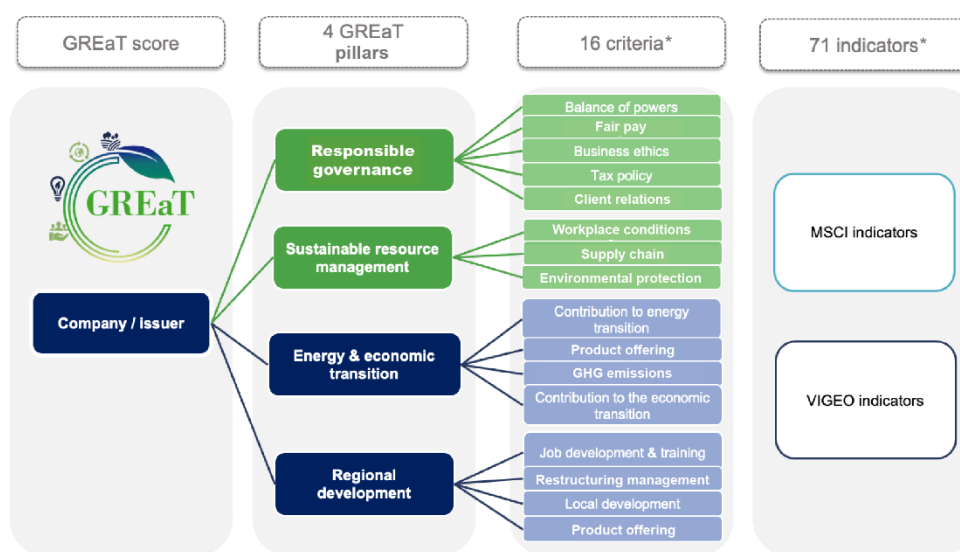 GREaT score
4 GREaT
pillars
16 criteria*
71 indicators*
GREaT
Company / issuer
Responsible
governance
Sustainable resource
management
Energy & economic
transition
Regional
development
Balance of powers
Fair pay
Business ethics
Tax policy
Client relations
Workplace conditions
Supply chain
Environmental protection
Contribution to energy
transition
Product offering
GHG emissions
Contribution to the economic
transition
Job development & training
Restructuring management
Local development
Product offering
MSCI indicators
VIGEO indicators